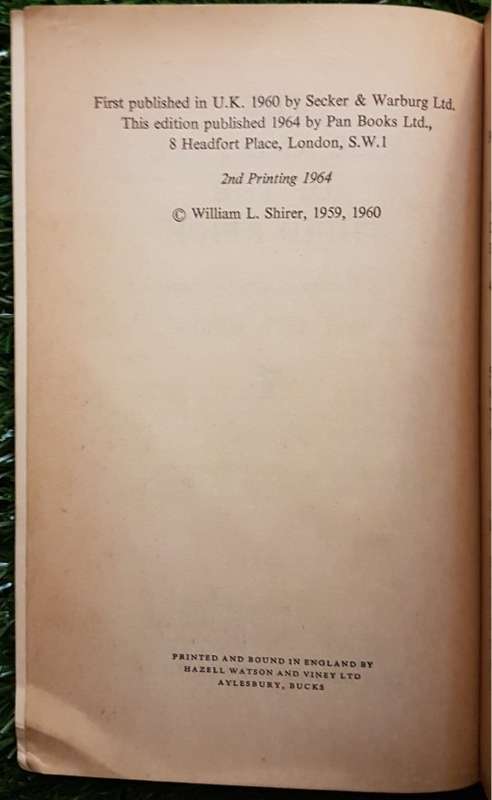 First published in U.K. 1960 by Secker & Warburg Ltd.
This edition published 1964 by Pan Books Ltd.,
8 Headfort Place, London, S.W.1
2nd Printing 1964
© William L. Shirer, 1959, 1960
PRINTED AND BOUND IN ENGLAND BY
HAZELL WATSON AND VINEY LTD
AYLESBURY, BUCKS